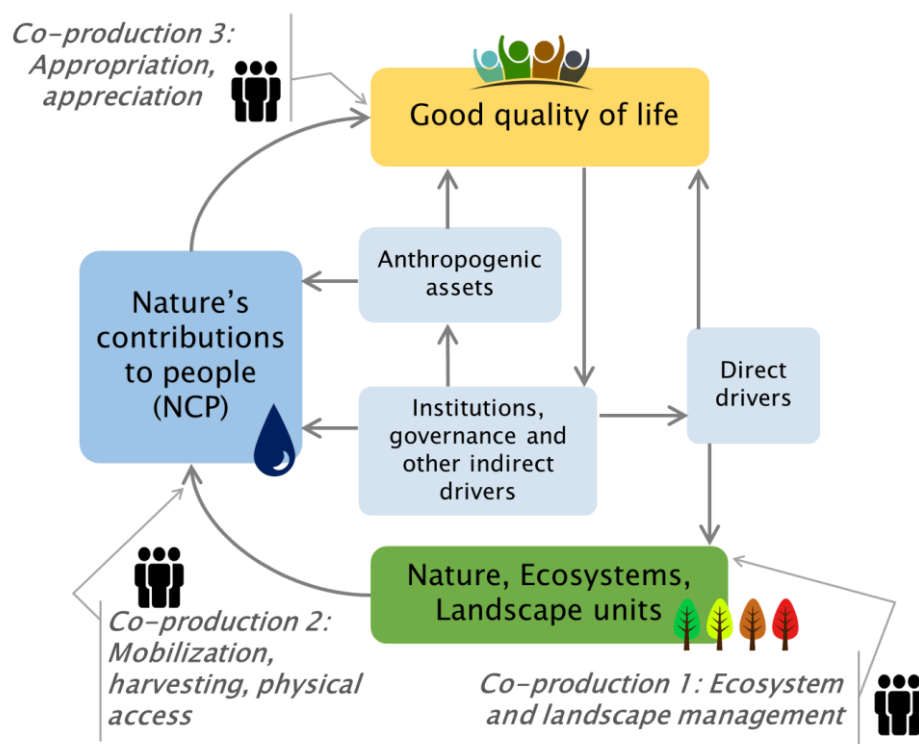 Co-production 3:
Appropriation,
appreciation
Good quality of life
Anthropogenic
assets
Nature's
contributions
to people
(NCP)
Direct
drivers
Institutions,
governance and
other indirect
drivers
Nature, Ecosystems,
Landscape units
Co-production 2:
Mobilization,
harvesting, physical
access
Co-production 1: Ecosystem
and landscape management